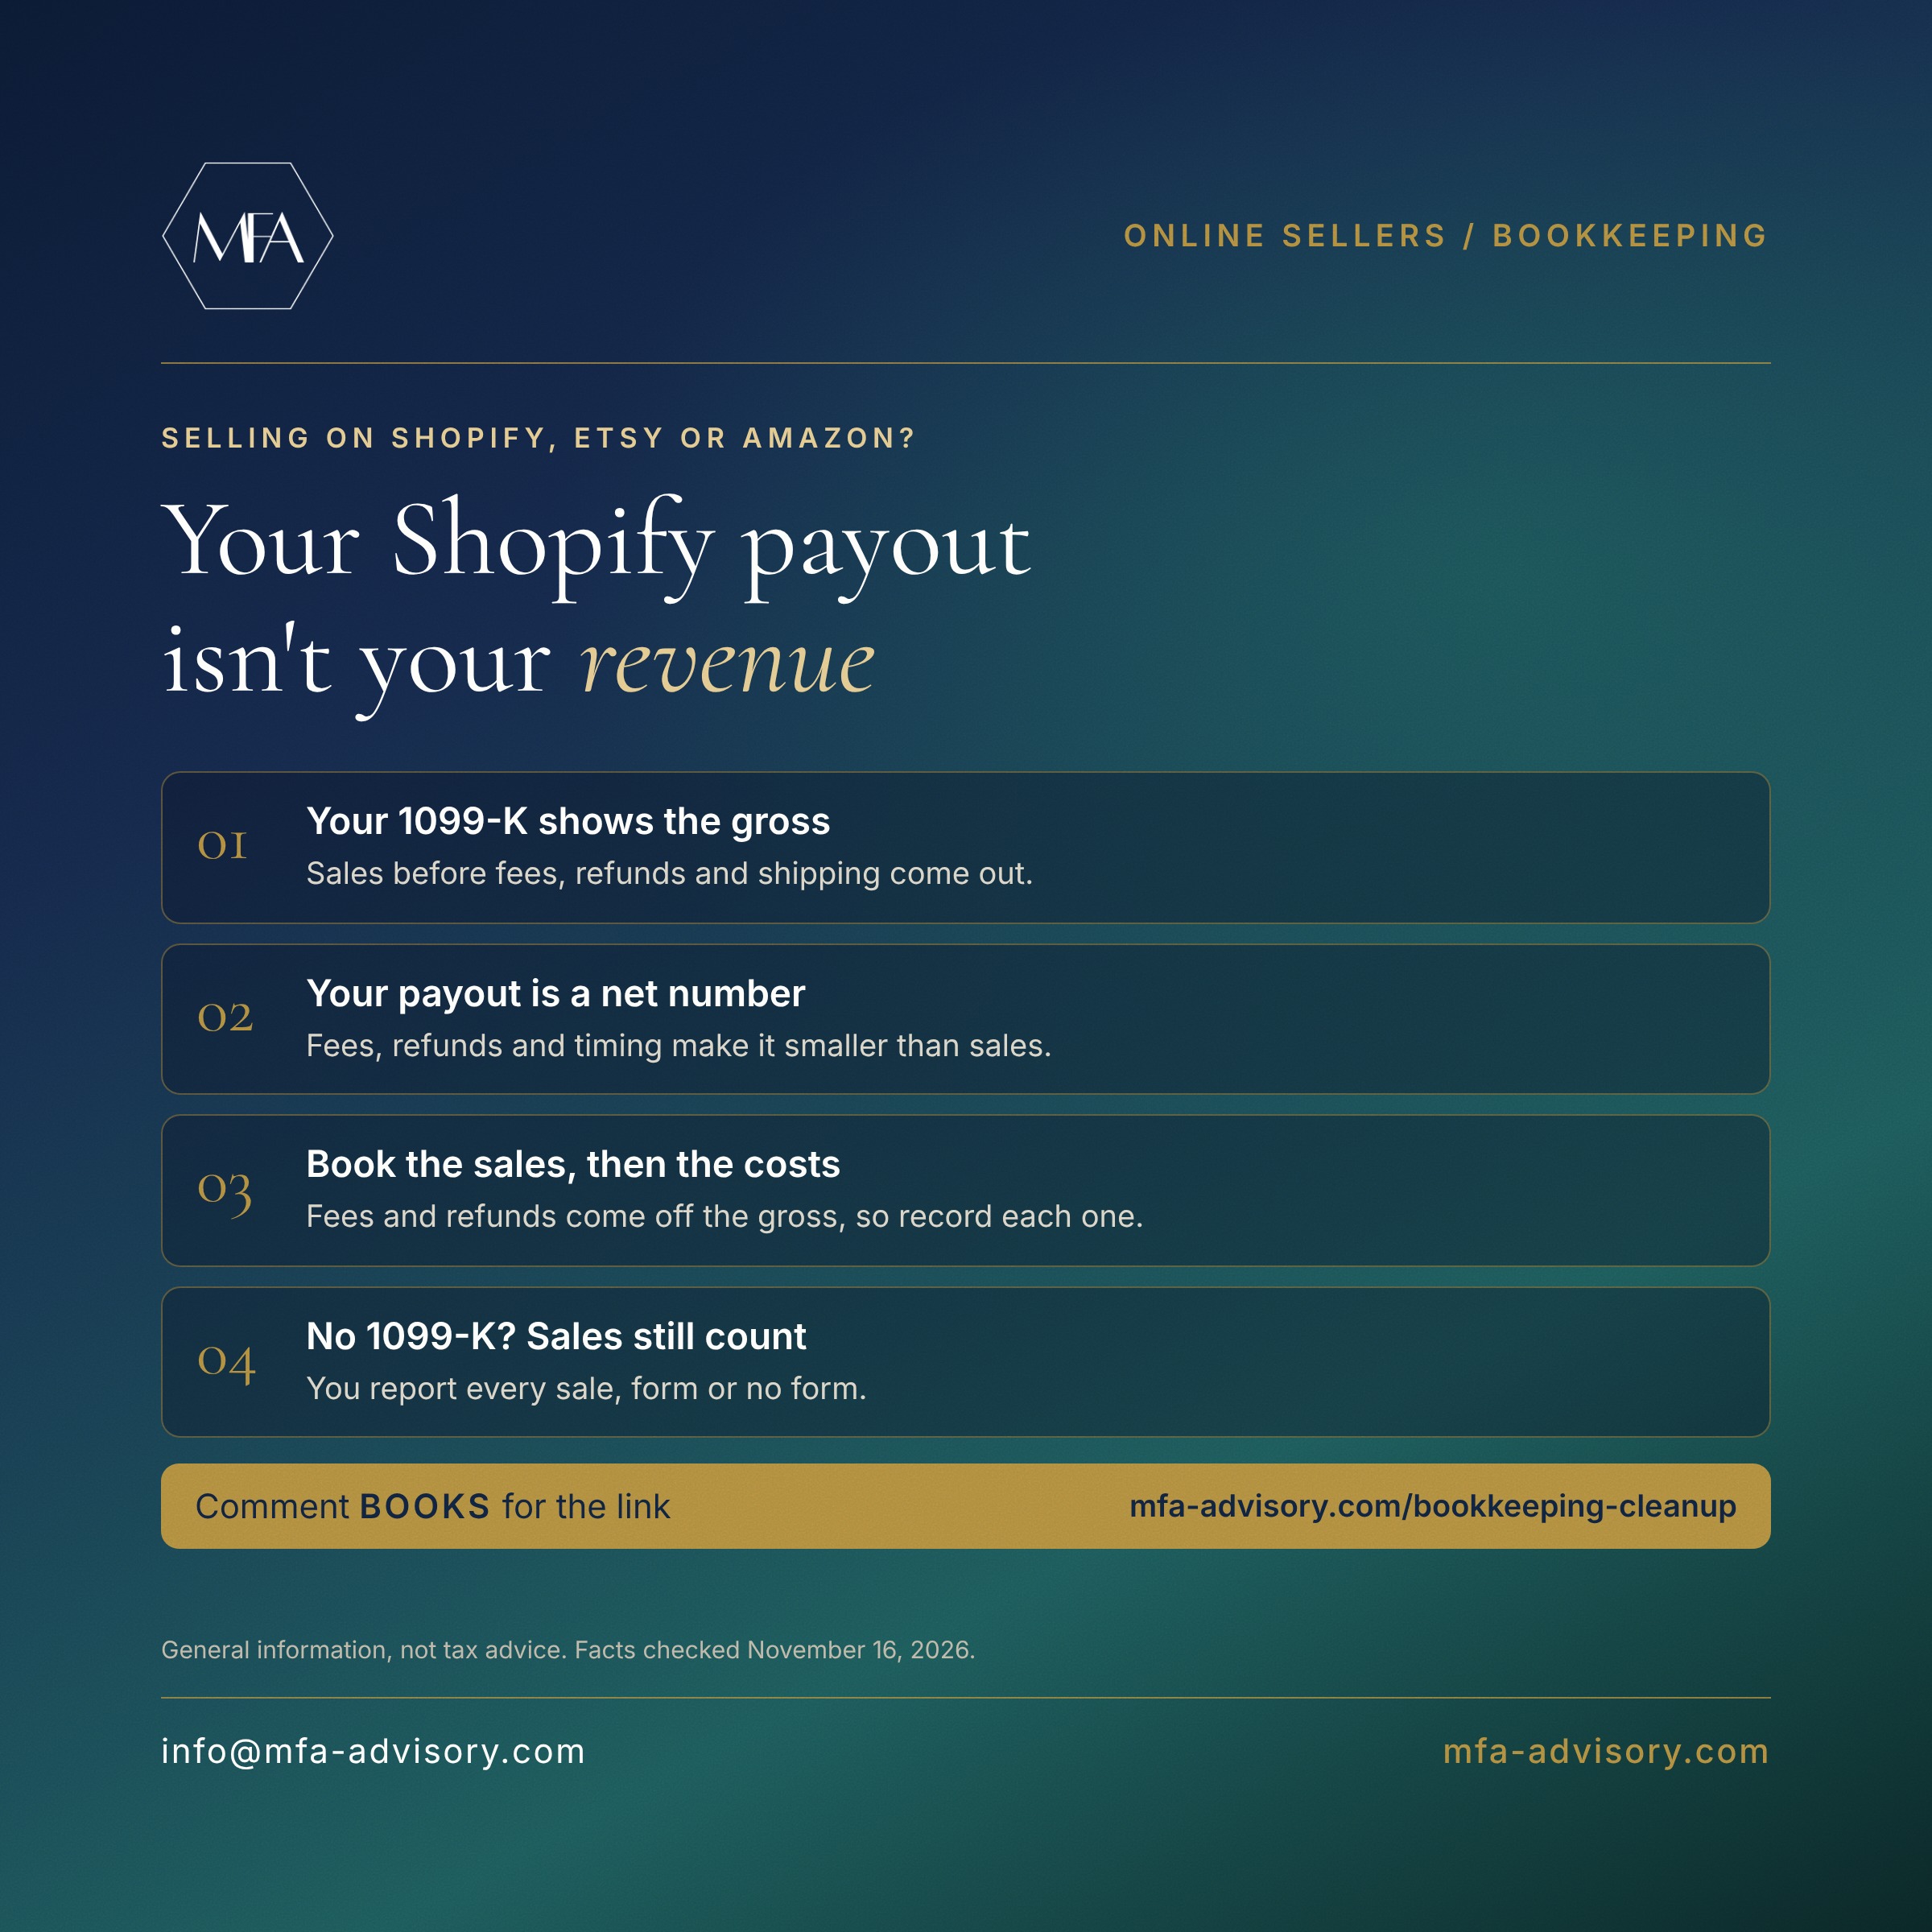 MFA
ONLINE SELLERS / BOOKKEEPING
SELLING ON SHOPIFY, ETSY OR AMAZON?
Your Shopify payout
isn't your revenue
01
Your 1099-K shows the gross
Sales before fees, refunds and shipping come out.
02
Your payout is a net number
Fees, refunds and timing make it smaller than sales.
03
Book the sales, then the costs
Fees and refunds come off the gross, so record each one.
04
No 1099-K? Sales still count
You report every sale, form or no form.
Comment BOOKS for the link
mfa-advisory.com/bookkeeping-cleanup
General information, not tax advice. Facts checked November 16, 2026.
info@mfa-advisory.com
mfa-advisory.com